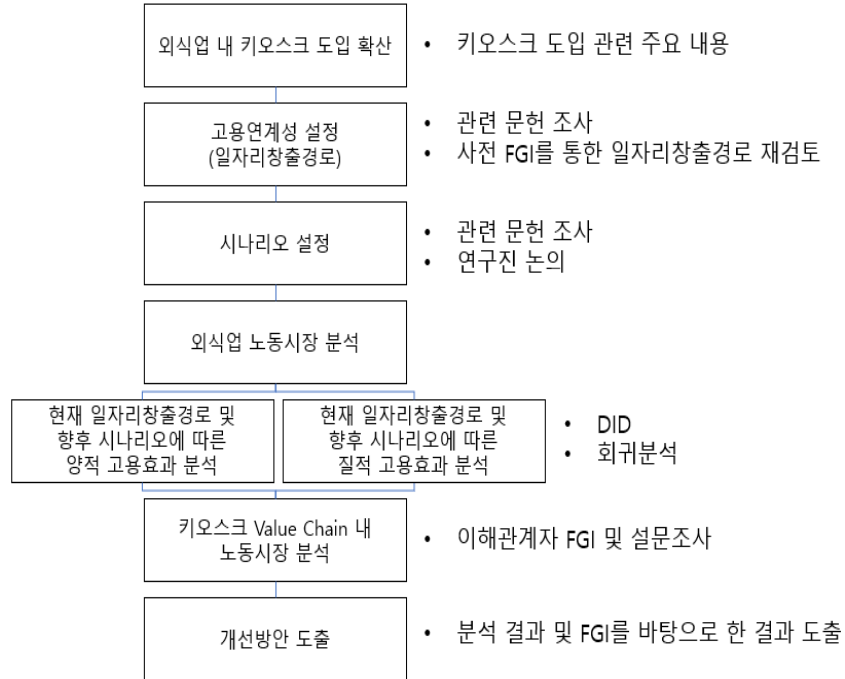 외식업 내 키오스크 도입 확산
• 키오스크 도입 관련 주요 내용
고용연계성 설정
(일자리창출경로)
• 관련 문헌 조사
• 사전 FGI를 통한 일자리창출경로 재검토
시나리오 설정
• 관련 문헌 조사
• 연구진 논의
외식업 노동시장 분석
현재 일자리창출경로 및
향후 시나리오에 따른
양적 고용효과 분석
현재 일자리창출경로 및
향후 시나리오에 따른
질적 고용효과 분석
• DID
• 회귀분석
키오스크 Value Chain 내
노동시장 분석
• 이해관계자 FGI 및 설문조사
개선방안 도출
• 분석 결과 및 FGI를 바탕으로 한 결과 도출